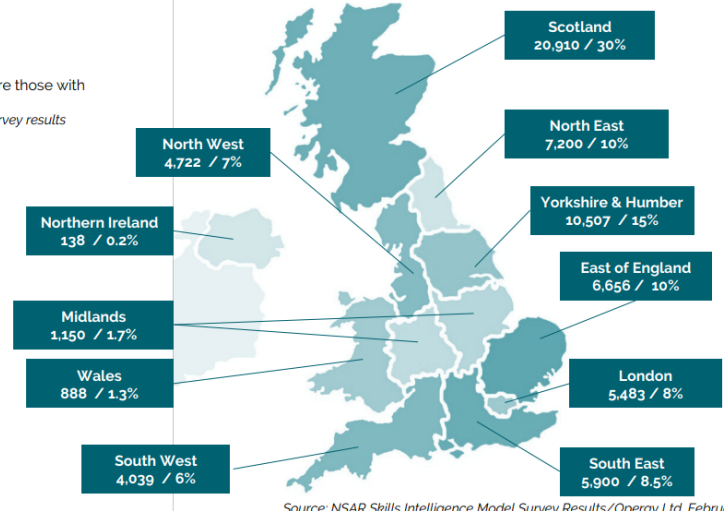 Scotland
20,910 / 30%
re those with
rvey results
North East
7,200 / 10%
North West
4,722 / 7%
Yorkshire & Humber
10,507 / 15%
Northern Ireland
138 / 0.2%
East of England
6,656 / 10%
Midlands
1,150 / 1.7%
Wales
888 / 1.3%
London
5,483 / 8%
South West
4,039 / 6%
South East
5,900 / 8.5%
Source: NSAR Skills Intelligence Model Survey Results/Opergy Ltd, Febru